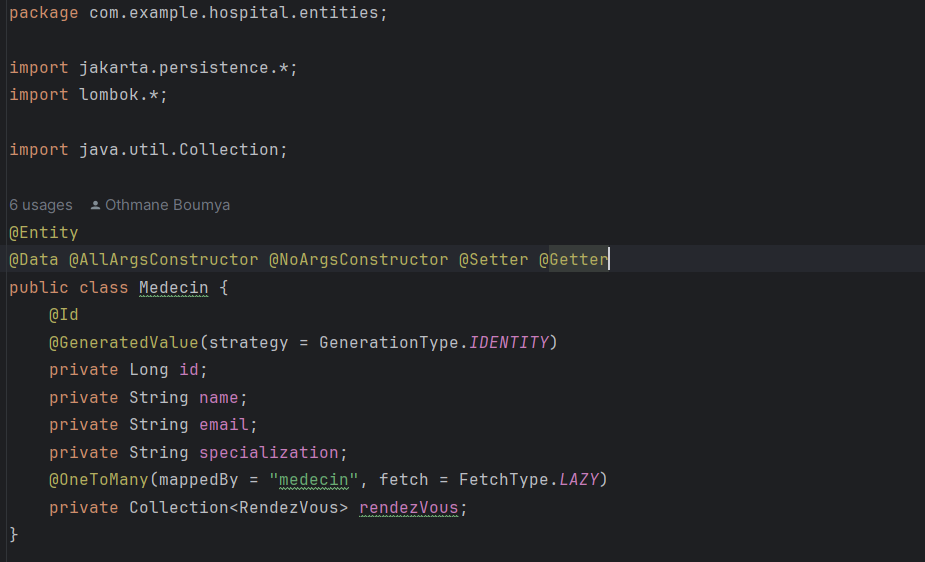 package com.example.hospital.entities;
import jakarta.persistence.*;
import lombok.*;
import java.util.Collection;
6 usages Othmane Boumya
@Entity
@Data @AllArgsConstructor @NoArgsConstructor @Setter @Getter
public class Medecin {
    @Id
    @GeneratedValue(strategy = GenerationType.IDENTITY)
    private Long id;
    private String name;
    private String email;
    private String specialization;
    @OneToMany(mappedBy = "medecin", fetch = FetchType.LAZY)
    private Collection<RendezVous> rendezVous;
}